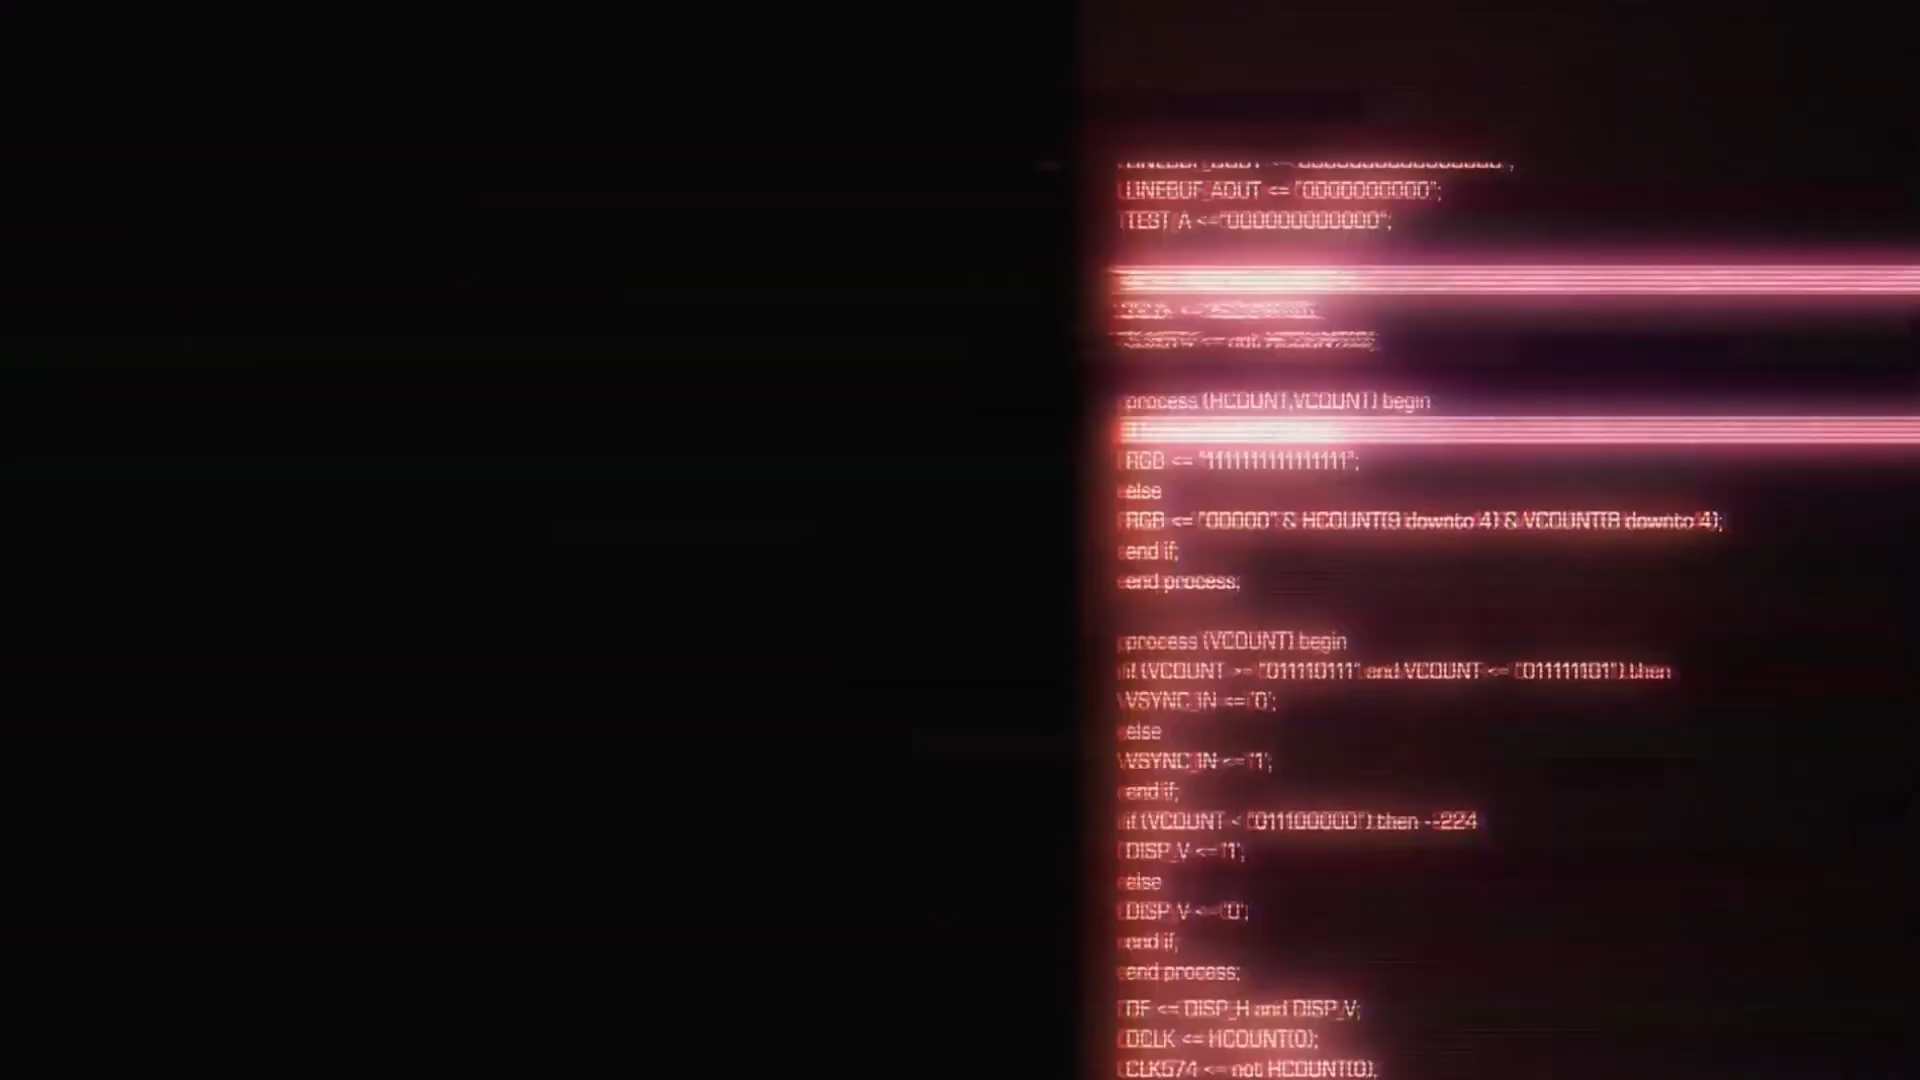 LINEBUF_AOUT <= "0000000000";
TEST_A <="0000000000000";
<= not
process (HCOUNT,VCOUNT) begin
RGB <= "1111111111111111";
else
RGB <= "00000" & HCOUNT(9 downto 4) & VCOUNT(8 downto 4);
end if;
end process;
process (VCOUNT) begin
if (VCOUNT >= "011110111" and VCOUNT <= "011111101") then
VSYNC_IN <='0';
else
VSYNC_IN <='1';
end if;
if (VCOUNT < "011100000") then --224
DISP_V <='1';
else
DISP_V <='0';
end if;
end process;
DF <= DISP_H and DISP_V;
DCLK <= HCOUNT(0);
CLK574 <= not HCOUNT(0);